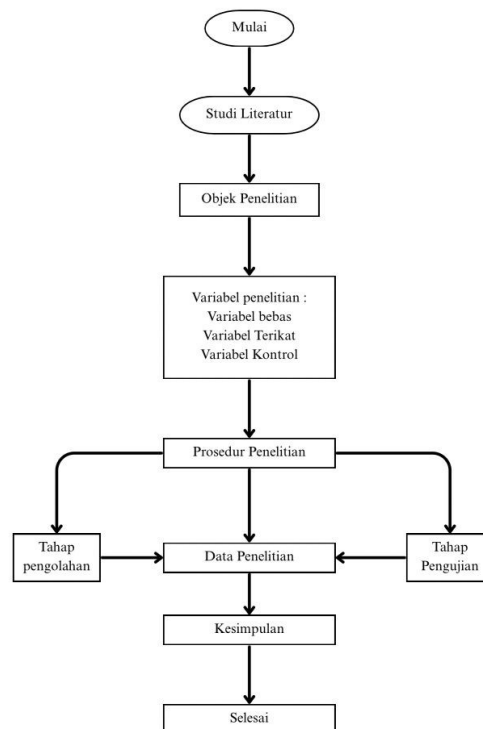 Mulai
Studi Literatur
Objek Penelitian
Variabel penelitian :
Variabel bebas
Variabel Terikat
Variabel Kontrol
Prosedur Penelitian
Tahap
pengolahan
Data Penelitian
Tahap
Pengujian
Kesimpulan
Selesai